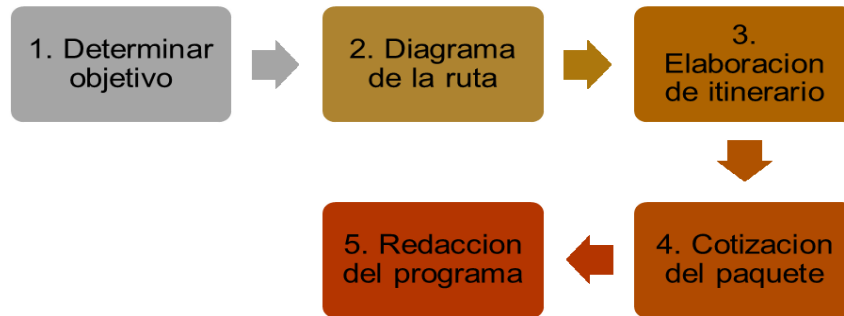 1. Determinar
objetivo
2. Diagrama
de la ruta
3.
Elaboracion
de itinerario
4. Cotizacion
del paquete
5. Redaccion
del programa